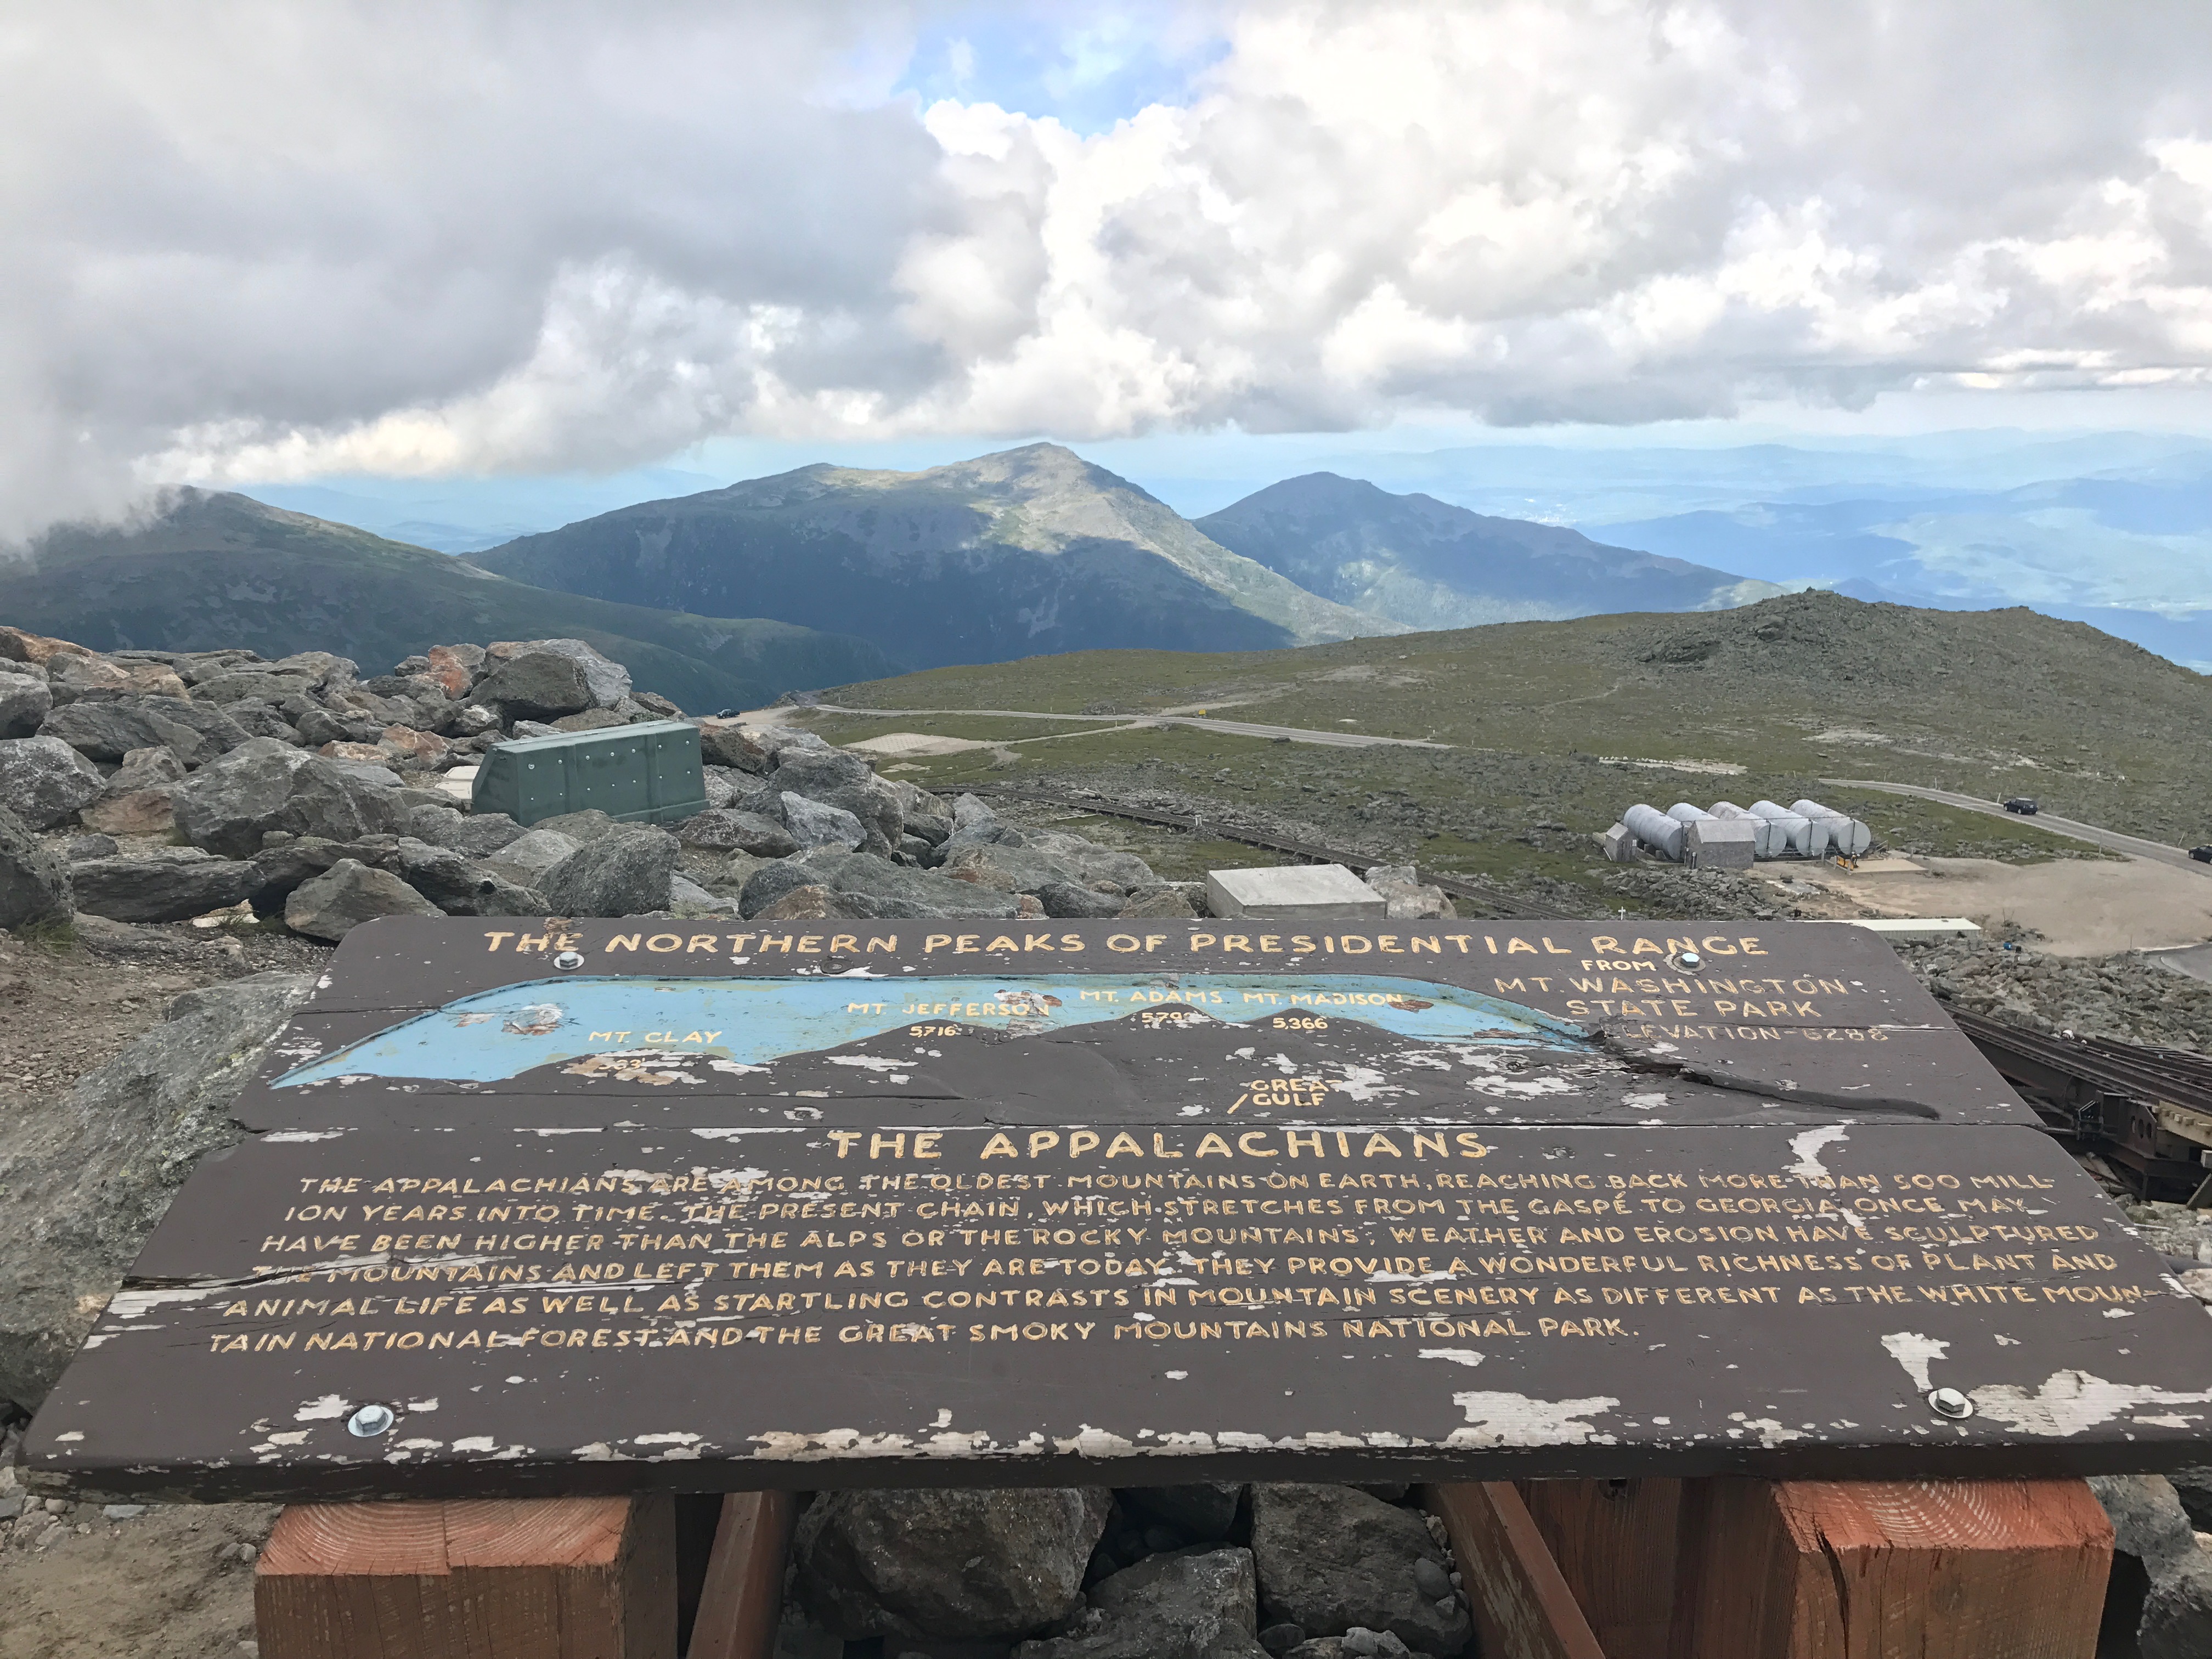 THE NORTHERN PEAKS OF PRESIDENTIAL RANGE
FROM
MT. WASHINGTON
STATE PARK
ELEVATION 6288
MT. CLAY
MT. JEFFERSON
5716
MT. ADAMS
MT. MADISON
5,366
GREAT
GULF
THE APPALACHIANS
THE APPALACHIANS ARE AMONG THE OLDEST MOUNTAINS ON EARTH, REACHING BACK MORE THAN 500 MILL-
ION YEARS INTO TIME. THE PRESENT CHAIN, WHICH STRETCHES FROM THE GASPÉ TO GEORGIA, ONCE MAY
HAVE BEEN HIGHER THAN THE ALPS OR THE ROCKY MOUNTAINS; WEATHER AND EROSION HAVE SCULPTURED
THE MOUNTAINS AND LEFT THEM AS THEY ARE TODAY. THEY PROVIDE A WONDERFUL RICHNESS OF PLANT AND
ANIMAL LIFE AS WELL AS STARTLING CONTRASTS IN MOUNTAIN SCENERY AS DIFFERENT AS THE WHITE MOUN-
TAIN NATIONAL FOREST AND THE GREAT SMOKY MOUNTAINS NATIONAL PARK.